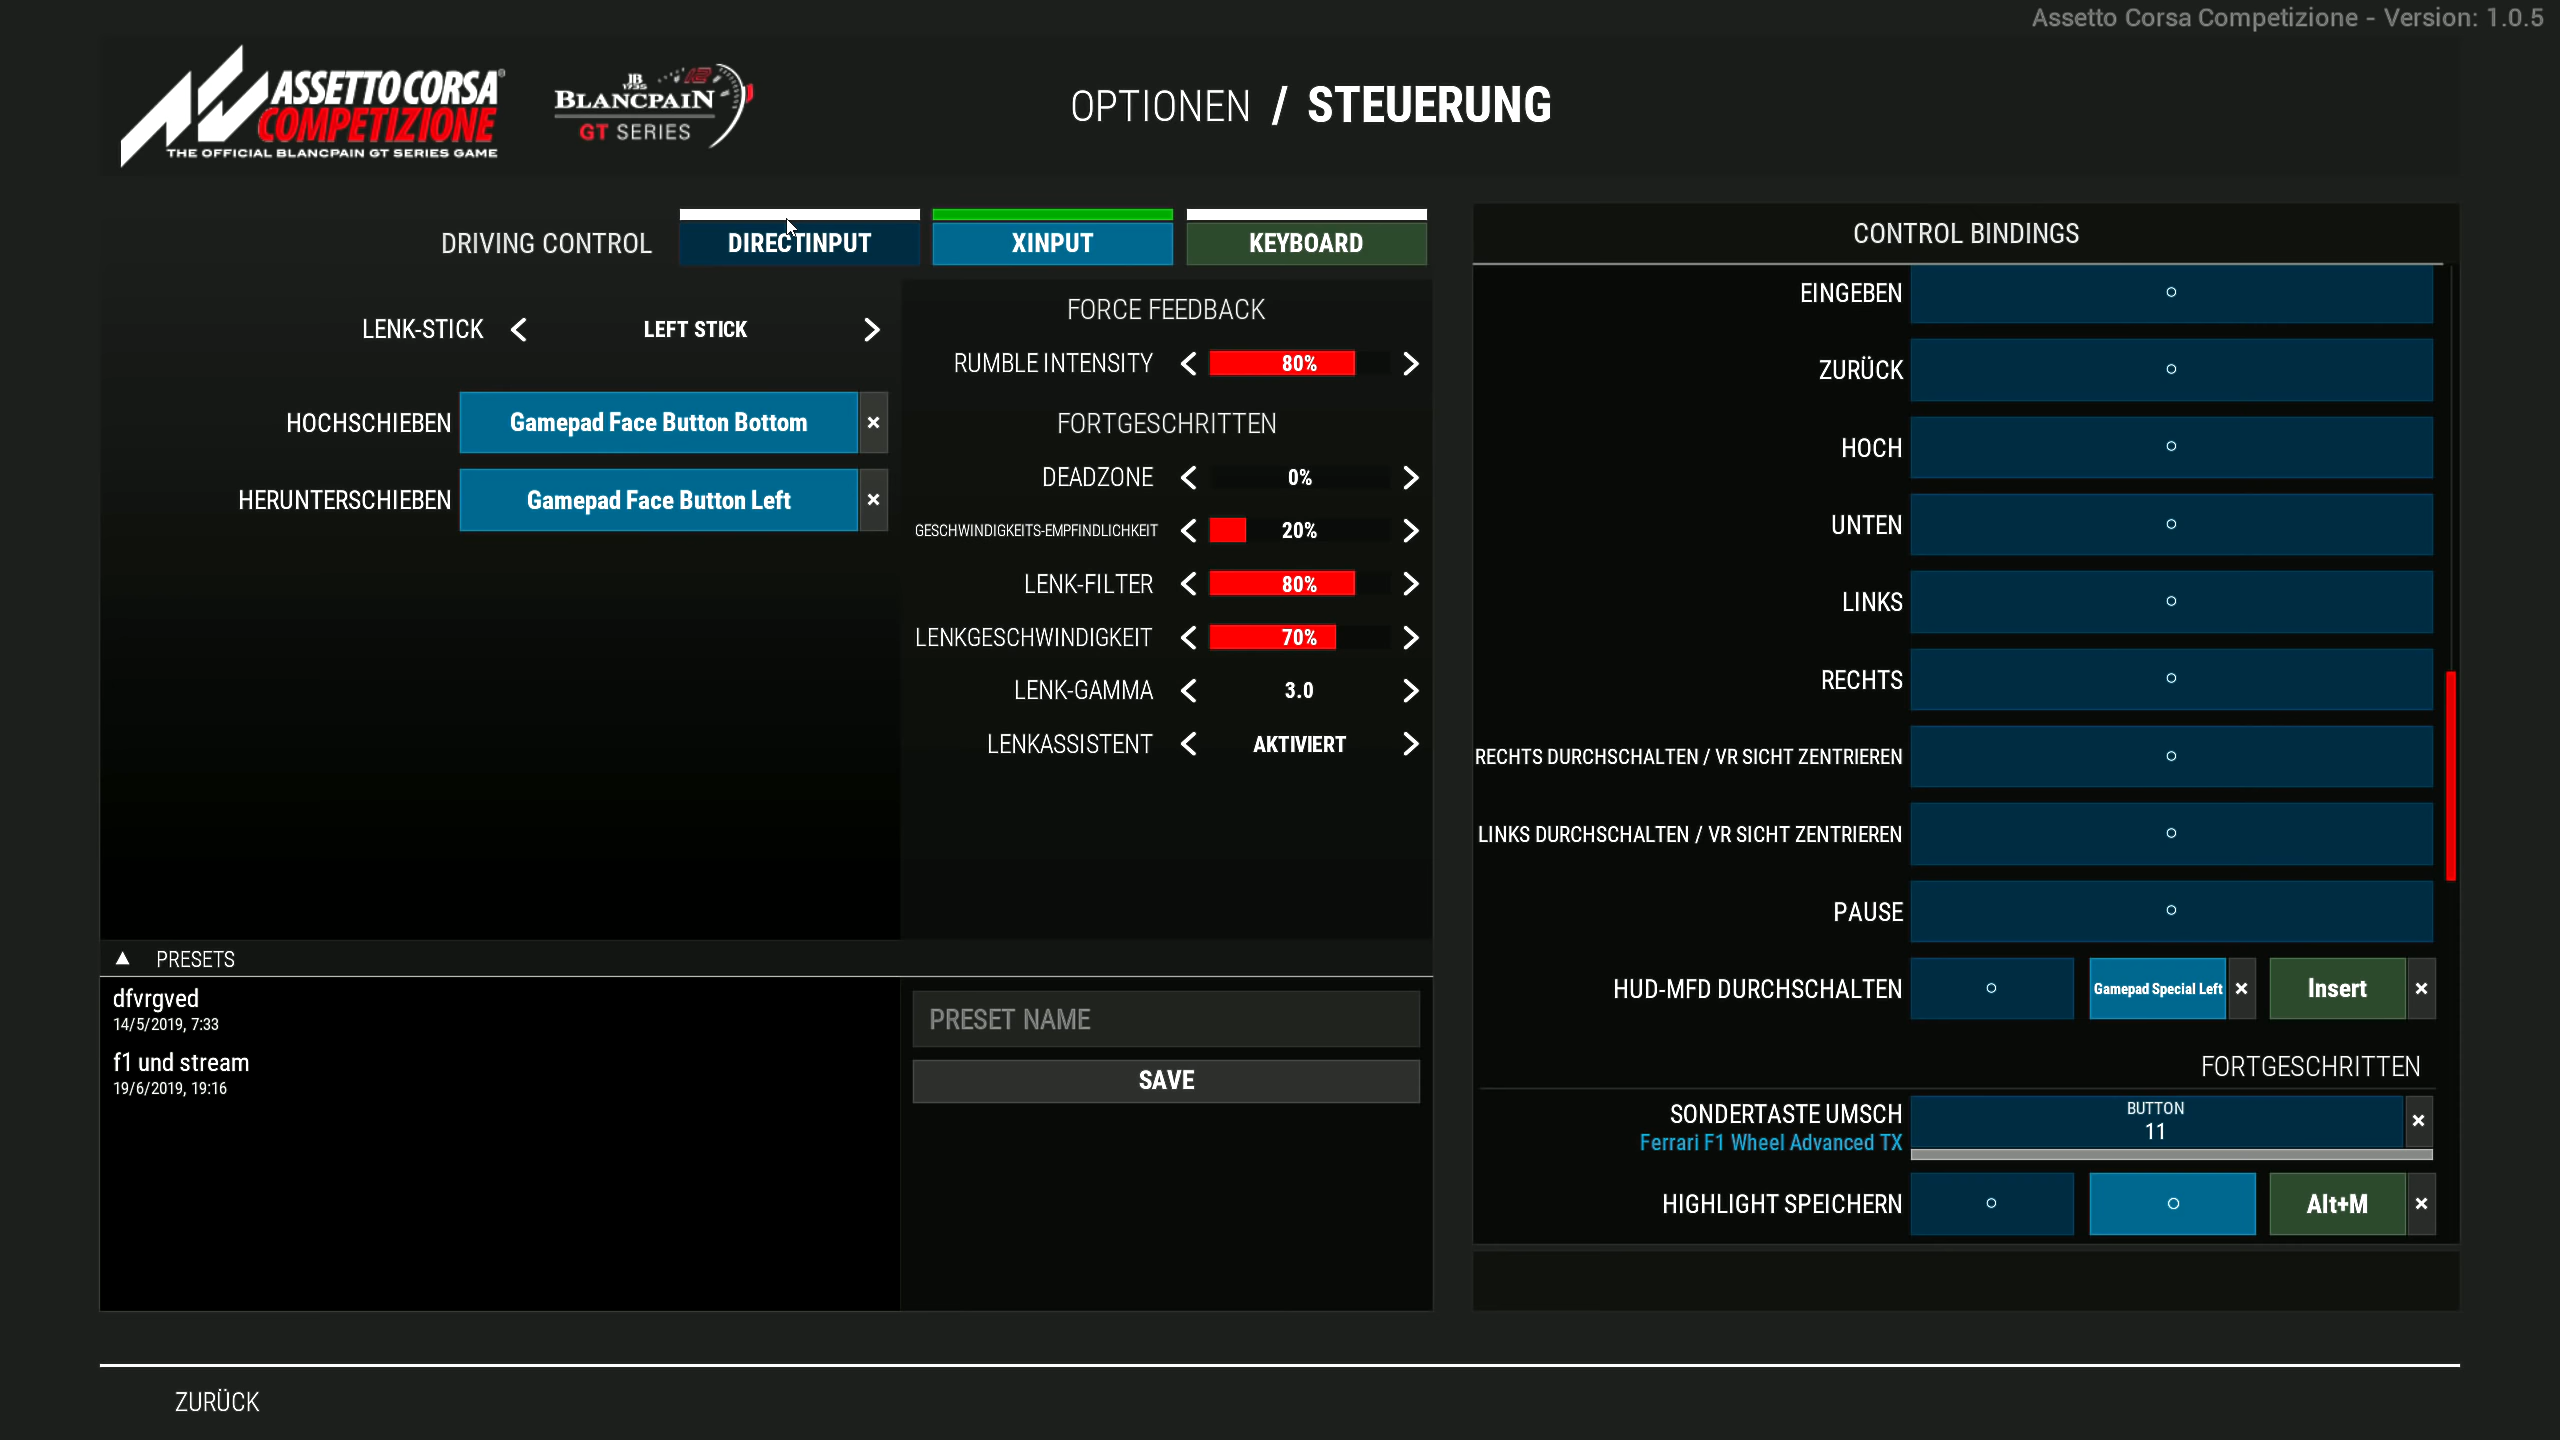 Assetto Corsa Competizione - Version: 1.0.5
ASSETTO CORSA
COMPETIZIONE
THE OFFICIAL BLANCPAIN GT SERIES GAME
JB
1735
BLANCPAIN
GT SERIES
OPTIONEN / STEUERUNG
DRIVING CONTROL
DIRECTINPUT
XINPUT
KEYBOARD
LENK-STICK
LEFT STICK
HOCHSCHIEBEN
Gamepad Face Button Bottom
×
HERUNTERSCHIEBEN
Gamepad Face Button Left
×
FORCE FEEDBACK
RUMBLE INTENSITY
80%
FORTGESCHRITTEN
DEADZONE
0%
GESCHWINDIGKEITS-EMPFINDLICHKEIT
20%
LENK-FILTER
80%
LENKGESCHWINDIGKEIT
70%
LENK-GAMMA
3.0
LENKASSISTENT
AKTIVIERT
PRESETS
dfvrgved
14/5/2019, 7:33
f1 und stream
19/6/2019, 19:16
PRESET NAME
SAVE
CONTROL BINDINGS
EINGEBEN
ZURÜCK
HOCH
UNTEN
LINKS
RECHTS
RECHTS DURCHSCHALTEN / VR SICHT ZENTRIEREN
LINKS DURCHSCHALTEN / VR SICHT ZENTRIEREN
PAUSE
HUD-MFD DURCHSCHALTEN
Gamepad Special Left
×
Insert
×
FORTGESCHRITTEN
SONDERTASTE UMSCH
Ferrari F1 Wheel Advanced TX
BUTTON
11
×
HIGHLIGHT SPEICHERN
Alt+M
×
ZURÜCK